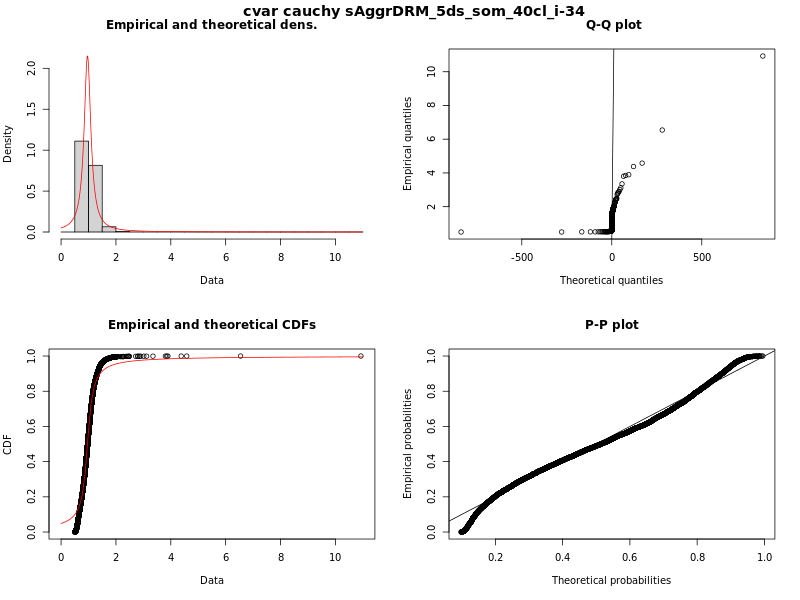 cvar cauchy sAggrDRM_5ds_som_40cl_i-34
Empirical and theoretical dens.
Density
0.0 0.5 1.0 1.5 2.0
0 2 4 6 8 10
Data
Q-Q plot
Empirical quantiles
2 4 6 8 10
-500 0 500
Theoretical quantiles
Empirical and theoretical CDFs
CDF
0.0 0.2 0.4 0.6 0.8 1.0
0 2 4 6 8 10
Data
P-P plot
Empirical probabilities
0.0 0.2 0.4 0.6 0.8 1.0
0.2 0.4 0.6 0.8 1.0
Theoretical probabilities